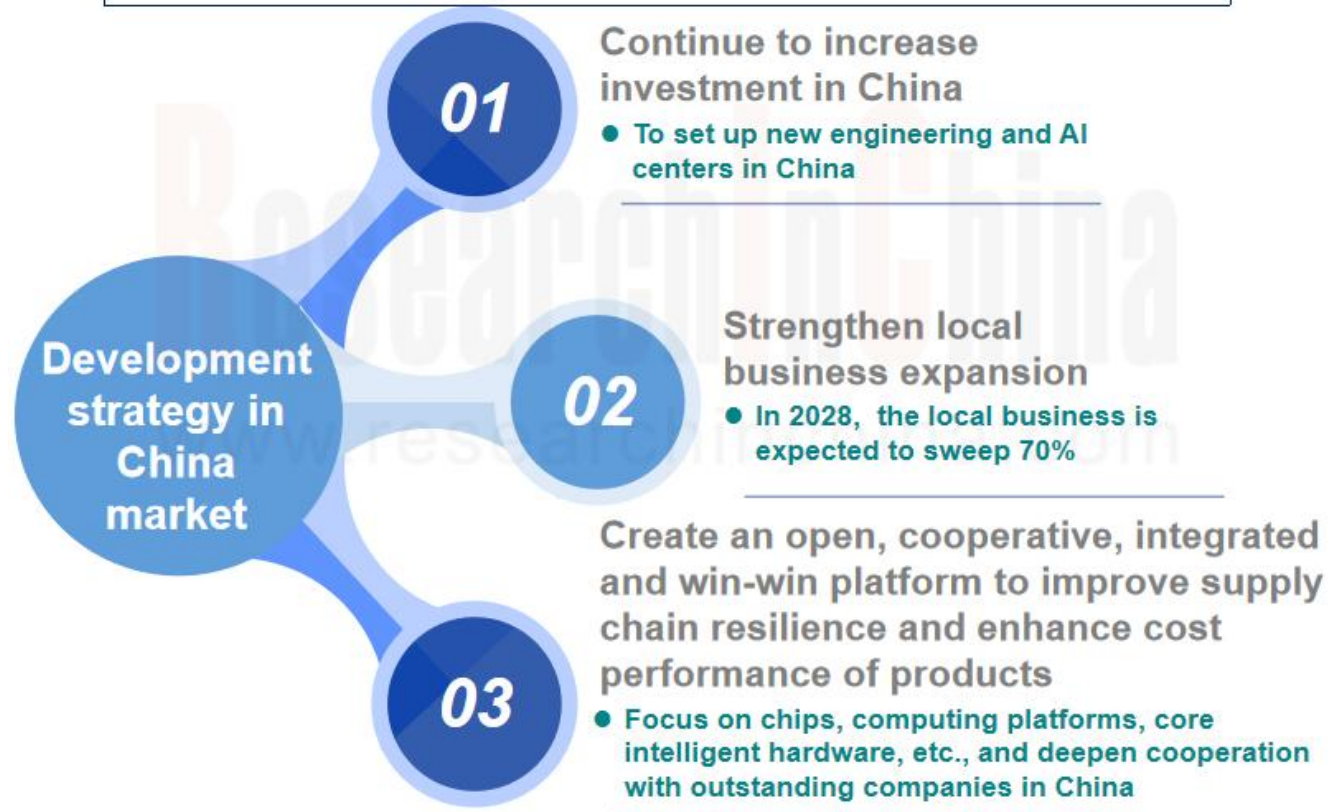 Development
strategy in
China
market
01
Continue to increase
investment in China
● To set up new engineering and AI
centers in China
02
Strengthen local
business expansion
● In 2028, the local business is
expected to sweep 70%
03
Create an open, cooperative, integrated
and win-win platform to improve supply
chain resilience and enhance cost
performance of products
● Focus on chips, computing platforms, core
intelligent hardware, etc., and deepen cooperation
with outstanding companies in China
ResearchInChina